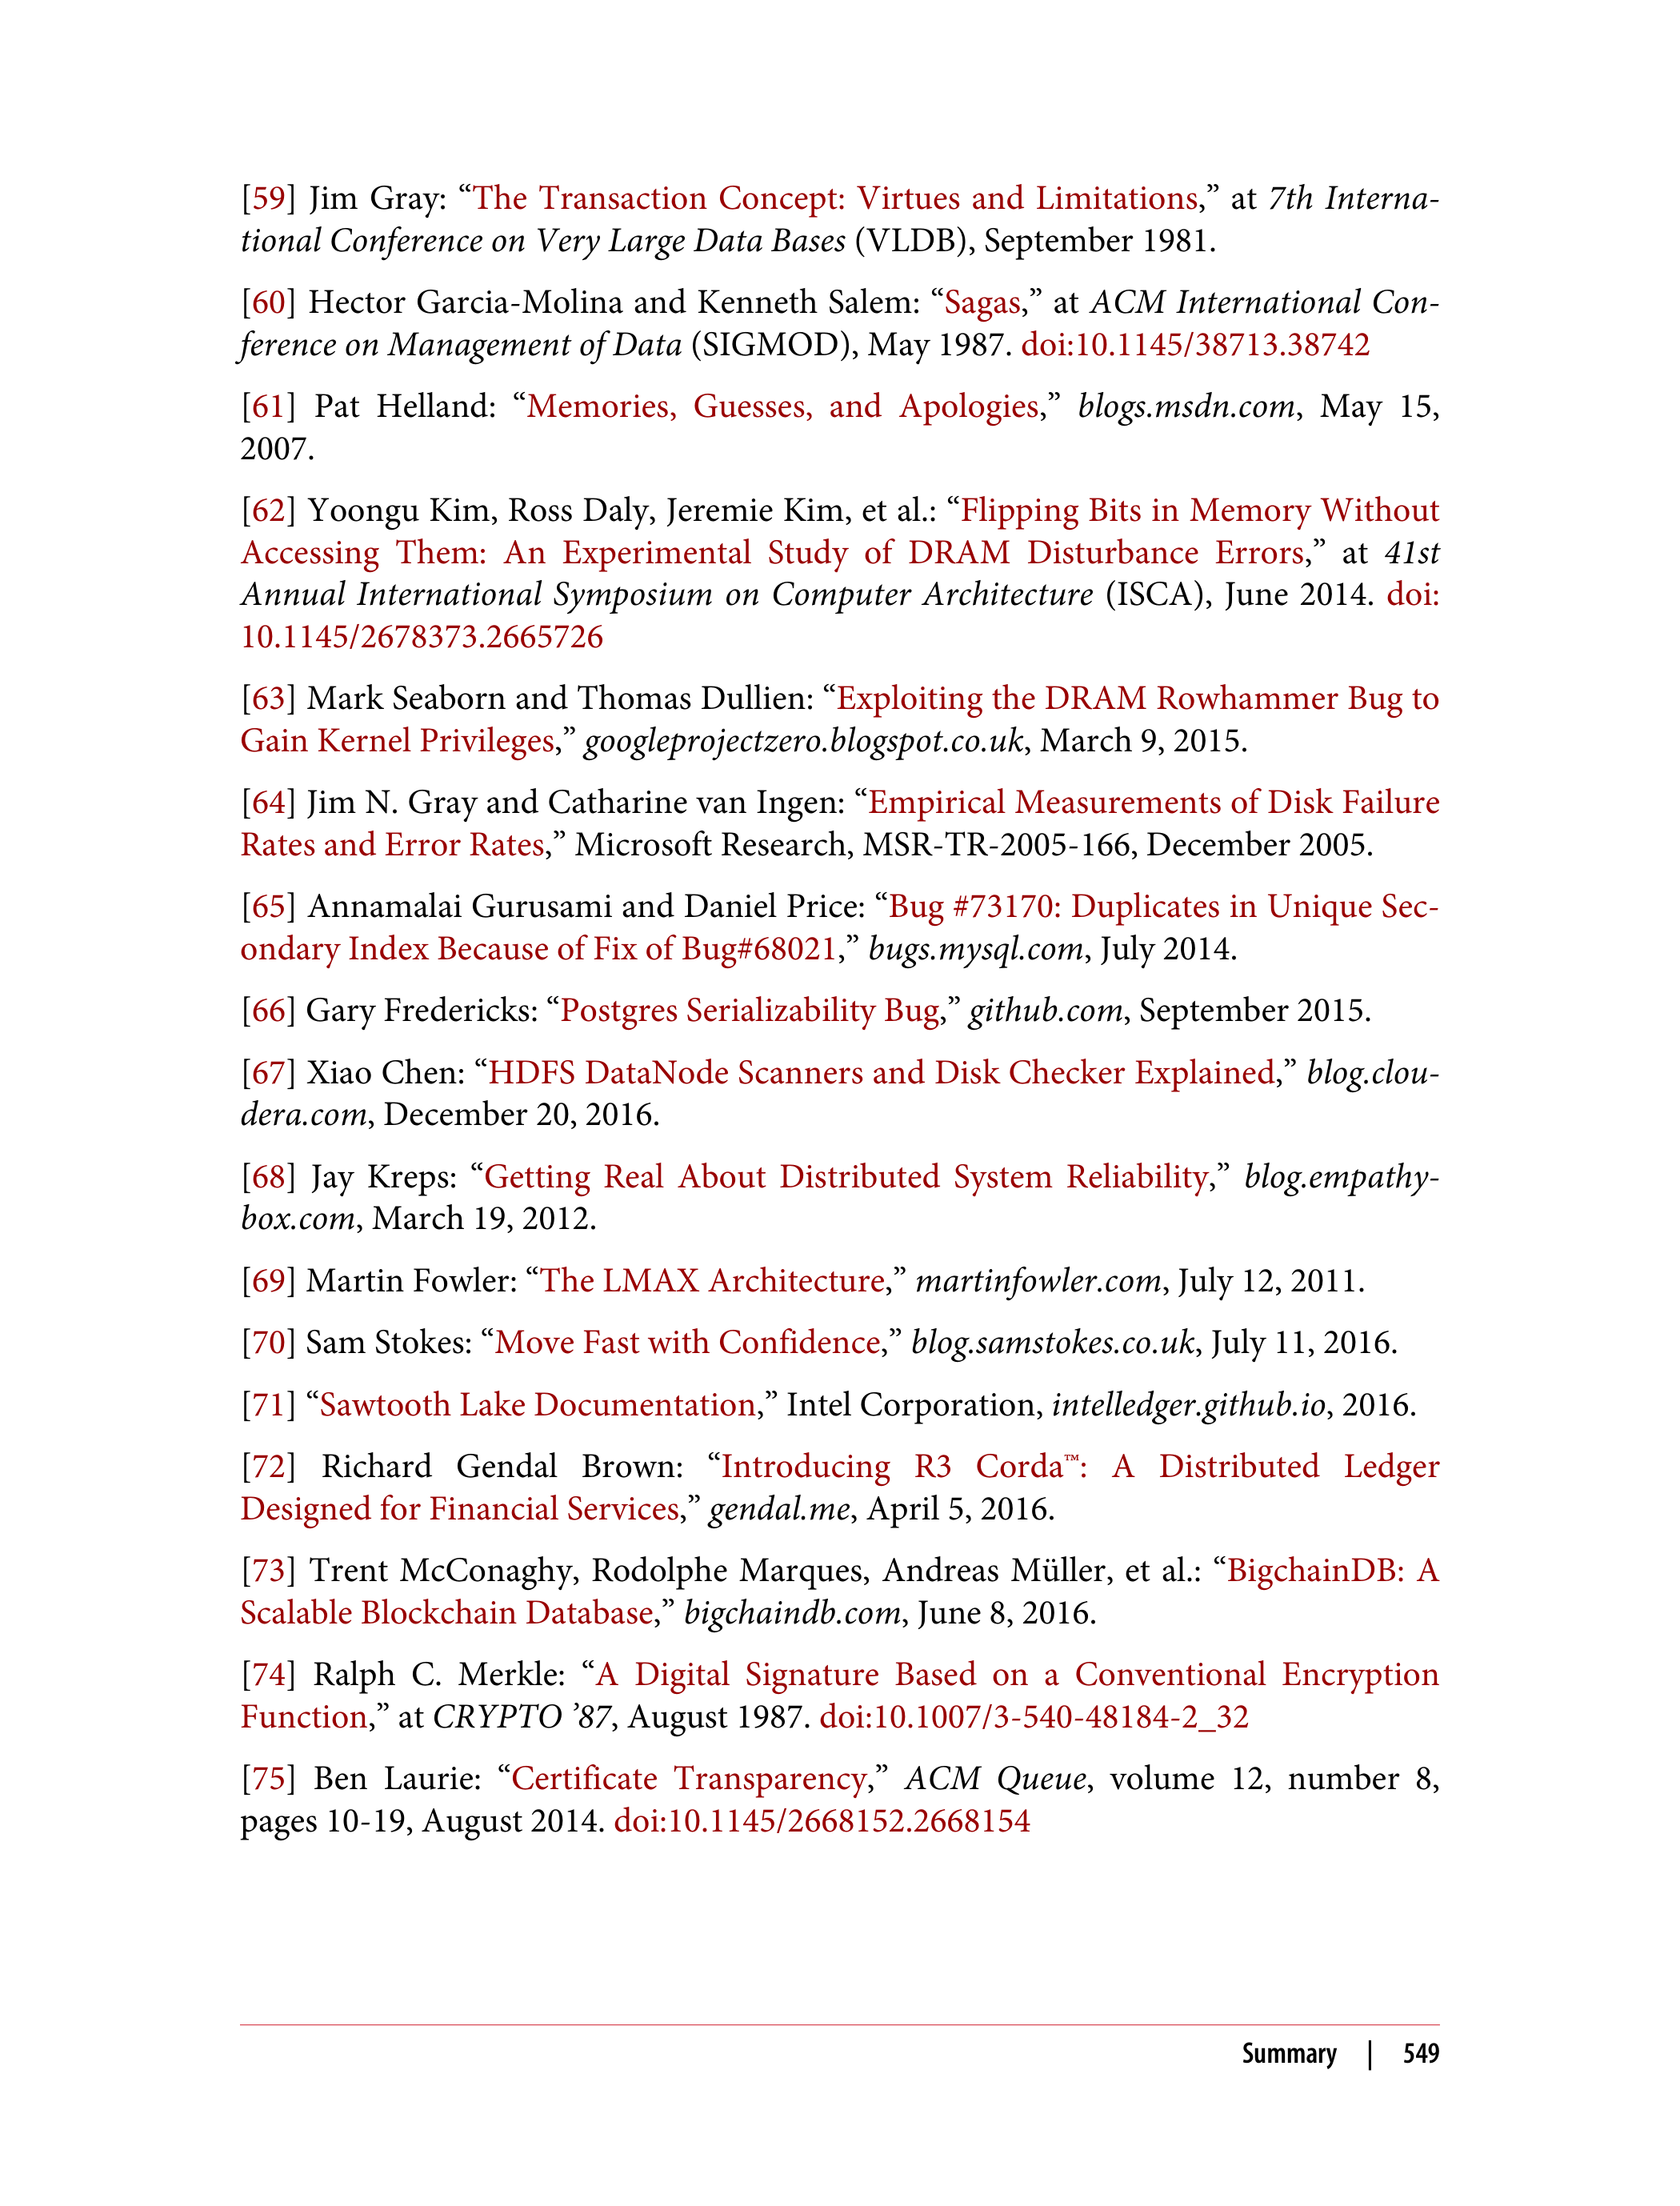 [59] Jim Gray: “The Transaction Concept: Virtues and Limitations,” at 7th Interna-
tional Conference on Very Large Data Bases (VLDB), September 1981.
[60] Hector Garcia-Molina and Kenneth Salem: “Sagas,” at ACM International Con-
ference on Management of Data (SIGMOD), May 1987. doi:10.1145/38713.38742
[61] Pat Helland: “Memories, Guesses, and Apologies,” blogs.msdn.com, May 15,
2007.
[62] Yoongu Kim, Ross Daly, Jeremie Kim, et al.: “Flipping Bits in Memory Without
Accessing Them: An Experimental Study of DRAM Disturbance Errors,” at 41st
Annual International Symposium on Computer Architecture (ISCA), June 2014. doi:
10.1145/2678373.2665726
[63] Mark Seaborn and Thomas Dullien: “Exploiting the DRAM Rowhammer Bug to
Gain Kernel Privileges,” googleprojectzero.blogspot.co.uk, March 9, 2015.
[64] Jim N. Gray and Catharine van Ingen: “Empirical Measurements of Disk Failure
Rates and Error Rates,” Microsoft Research, MSR-TR-2005-166, December 2005.
[65] Annamalai Gurusami and Daniel Price: “Bug #73170: Duplicates in Unique Sec-
ondary Index Because of Fix of Bug#68021,” bugs.mysql.com, July 2014.
[66] Gary Fredericks: “Postgres Serializability Bug,” github.com, September 2015.
[67] Xiao Chen: “HDFS DataNode Scanners and Disk Checker Explained,” blog.clou-
dera.com, December 20, 2016.
[68] Jay Kreps: “Getting Real About Distributed System Reliability,” blog.empathy-
box.com, March 19, 2012.
[69] Martin Fowler: “The LMAX Architecture,” martinfowler.com, July 12, 2011.
[70] Sam Stokes: “Move Fast with Confidence,” blog.samstokes.co.uk, July 11, 2016.
[71] “Sawtooth Lake Documentation,” Intel Corporation, intelledger.github.io, 2016.
[72] Richard Gendal Brown: “Introducing R3 Corda™: A Distributed Ledger
Designed for Financial Services,” gendal.me, April 5, 2016.
[73] Trent McConaghy, Rodolphe Marques, Andreas Müller, et al.: “BigchainDB: A
Scalable Blockchain Database,” bigchaindb.com, June 8, 2016.
[74] Ralph C. Merkle: “A Digital Signature Based on a Conventional Encryption
Function,” at CRYPTO ’87, August 1987. doi:10.1007/3-540-48184-2_32
[75] Ben Laurie: “Certificate Transparency,” ACM Queue, volume 12, number 8,
pages 10-19, August 2014. doi:10.1145/2668152.2668154
Summary | 549